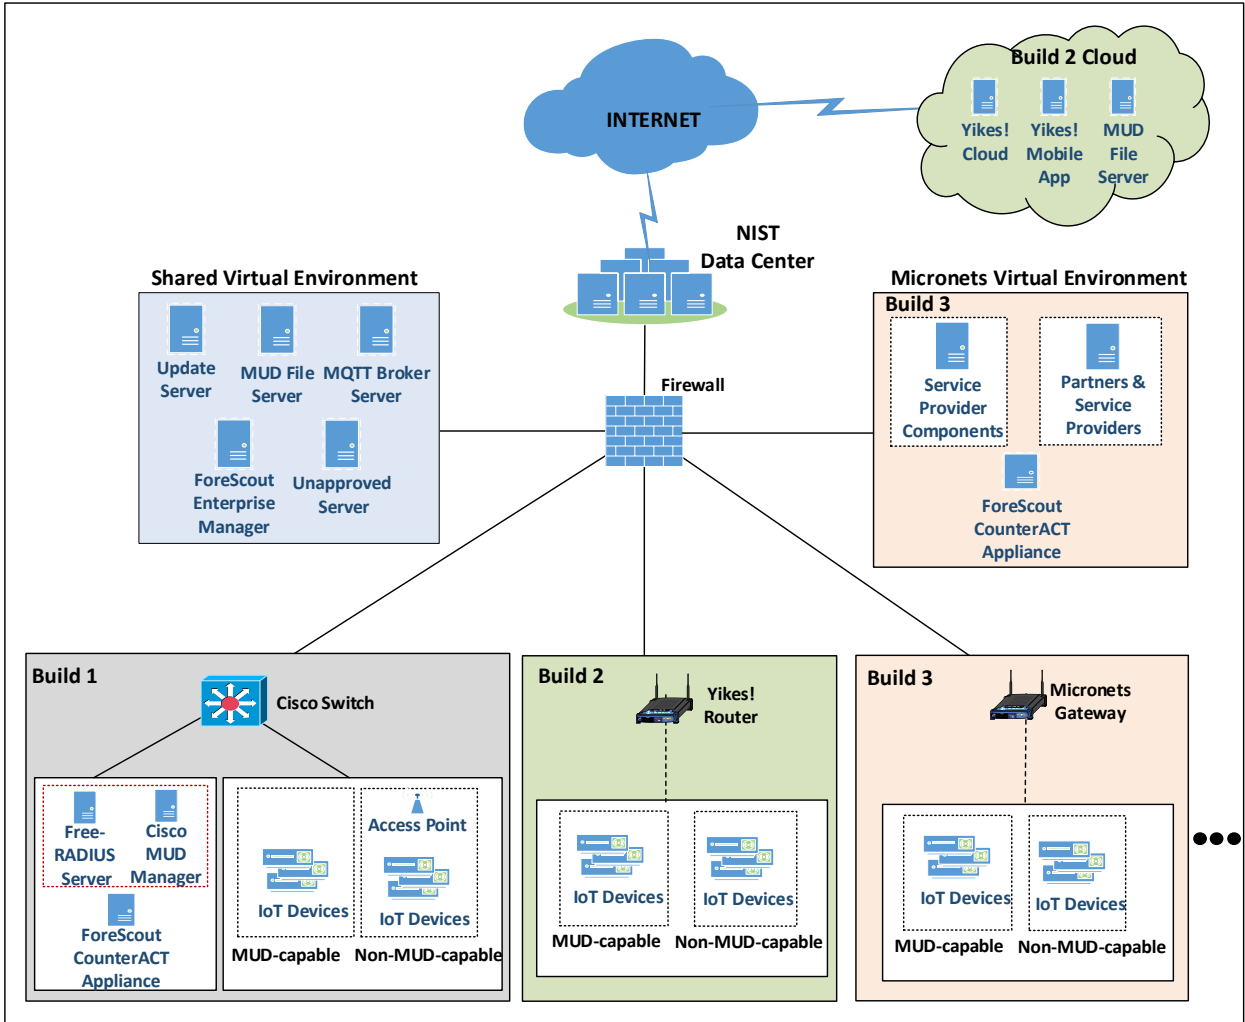 Build 2 Cloud
Yikes!
Cloud
Yikes!
Mobile
App
MUD
File
Server
INTERNET
NIST
Data Center
Shared Virtual Environment
Update
Server
MUD File
Server
MQTT Broker
Server
ForeScout
Enterprise
Manager
Unapproved
Server
Firewall
Micronets Virtual Environment
Build 3
Service
Provider
Components
Partners &
Service
Providers
ForeScout
CounterACT
Appliance
Build 1
Cisco Switch
Free-
RADIUS
Server
Cisco
MUD
Manager
ForeScout
CounterACT
Appliance
IoT Devices
MUD-capable
Access Point
IoT Devices
Non-MUD-capable
Build 2
Yikes!
Router
IoT Devices
MUD-capable
IoT Devices
Non-MUD-capable
Build 3
Micronets
Gateway
IoT Devices
MUD-capable
IoT Devices
Non-MUD-capable